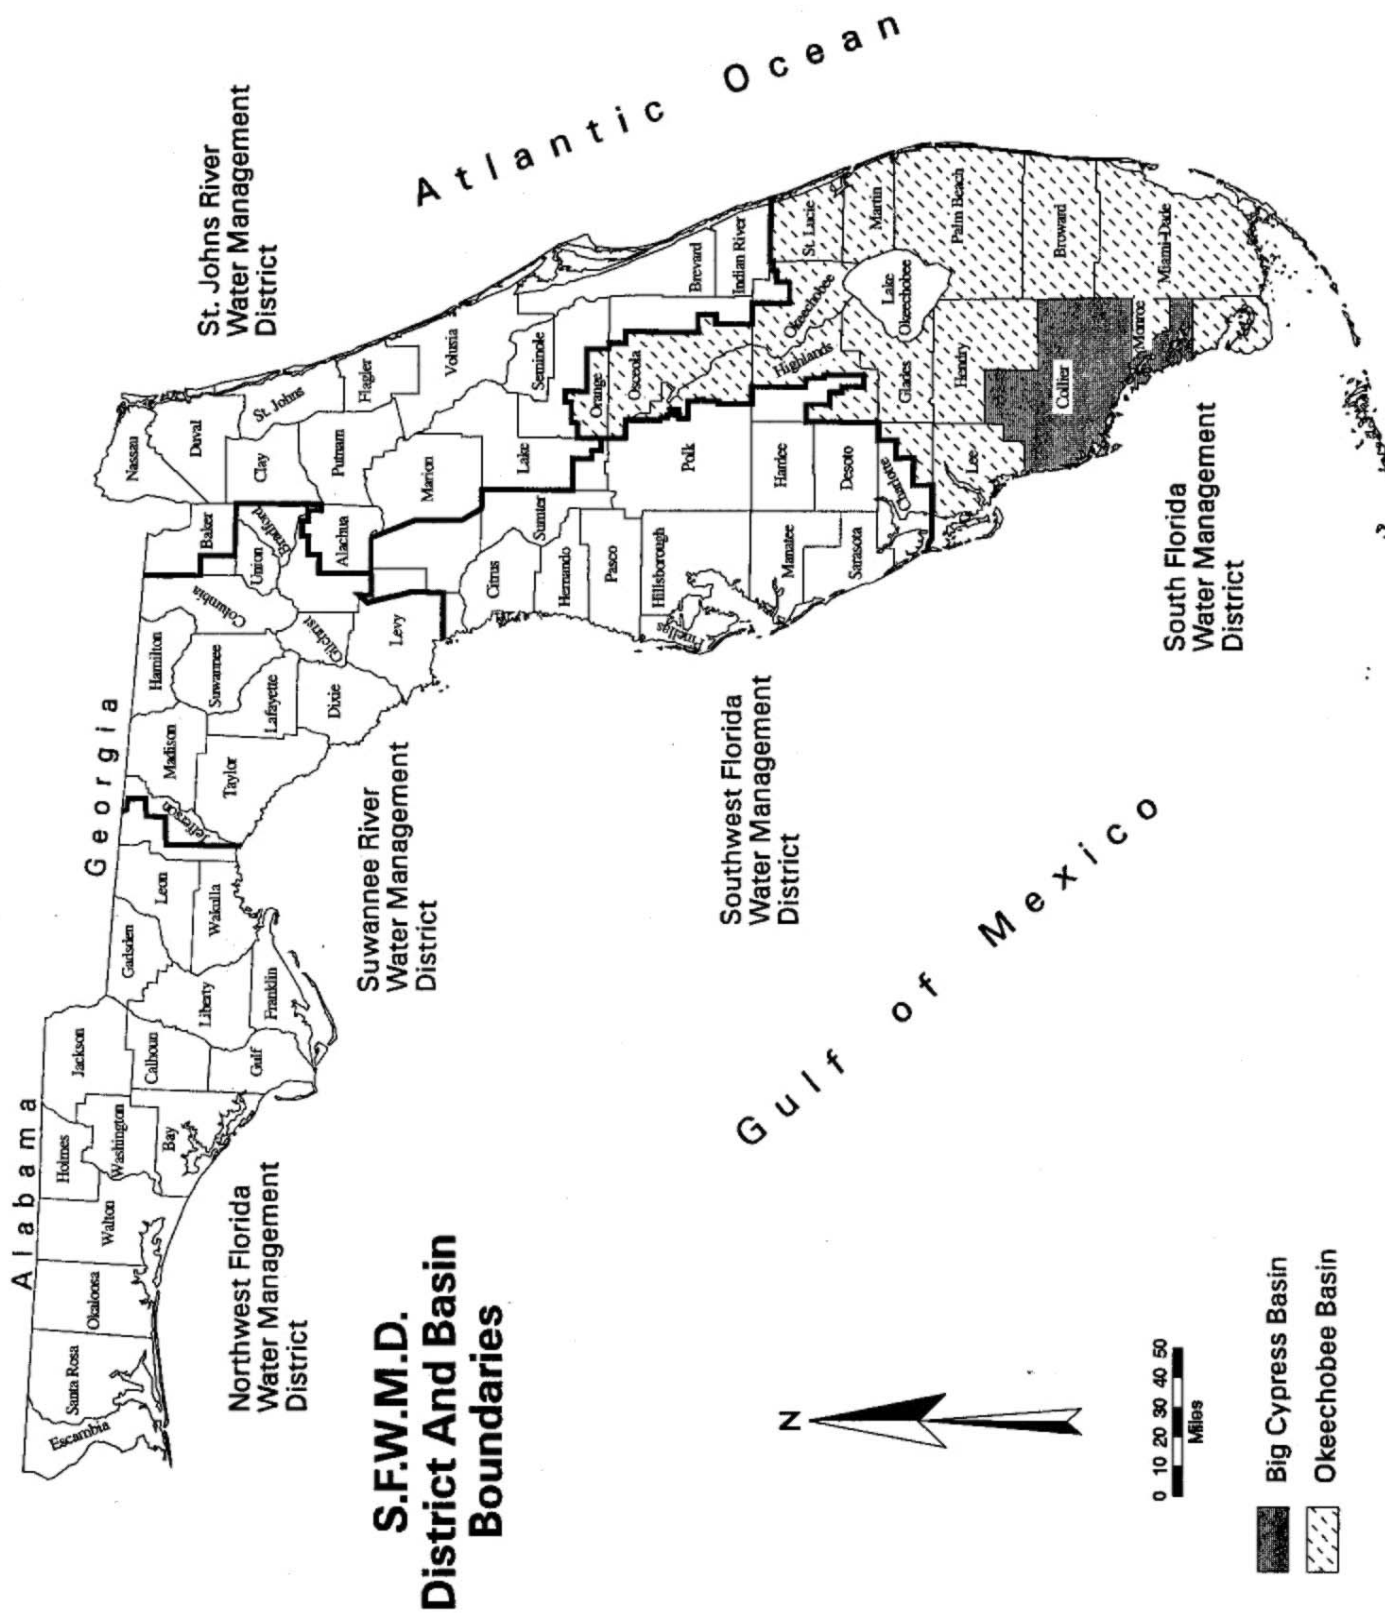 Alabama
Georgia
Atlantic Ocean
Gulf of Mexico
St. Johns River
Water Management
District
Northwest Florida
Water Management
District
Suwannee River
Water Management
District
Southwest Florida
Water Management
District
South Florida
Water Management
District
Escambia
Santa Rosa
Okaloosa
Walton
Holmes
Washington
Bay
Jackson
Calhoun
Gulf
Gadsden
Liberty
Franklin
Leon
Wakulla
Jefferson
Madison
Taylor
Hamilton
Suwannee
Lafayette
Dixie
Columbia
Gilchrist
Levy
Baker
Union
Bradford
Alachua
Nassau
Duval
Clay
St. Johns
Putnam
Flagler
Marion
Volusia
Citrus
Sumter
Lake
Seminole
Hernando
Pasco
Orange
Osceola
Brevard
Hillsborough
Pinellas
Polk
Indian River
Manatee
Hardee
Highlands
Okeechobee
St. Lucie
Sarasota
Desoto
Martin
Charlotte
Glades
Lake
Okeechobee
Palm Beach
Lee
Hendry
Collier
Broward
Monroe
Miami-Dade
S.F.W.M.D.
District And Basin
Boundaries
N
0 10 20 30 40 50
Miles
Big Cypress Basin
Okeechobee Basin